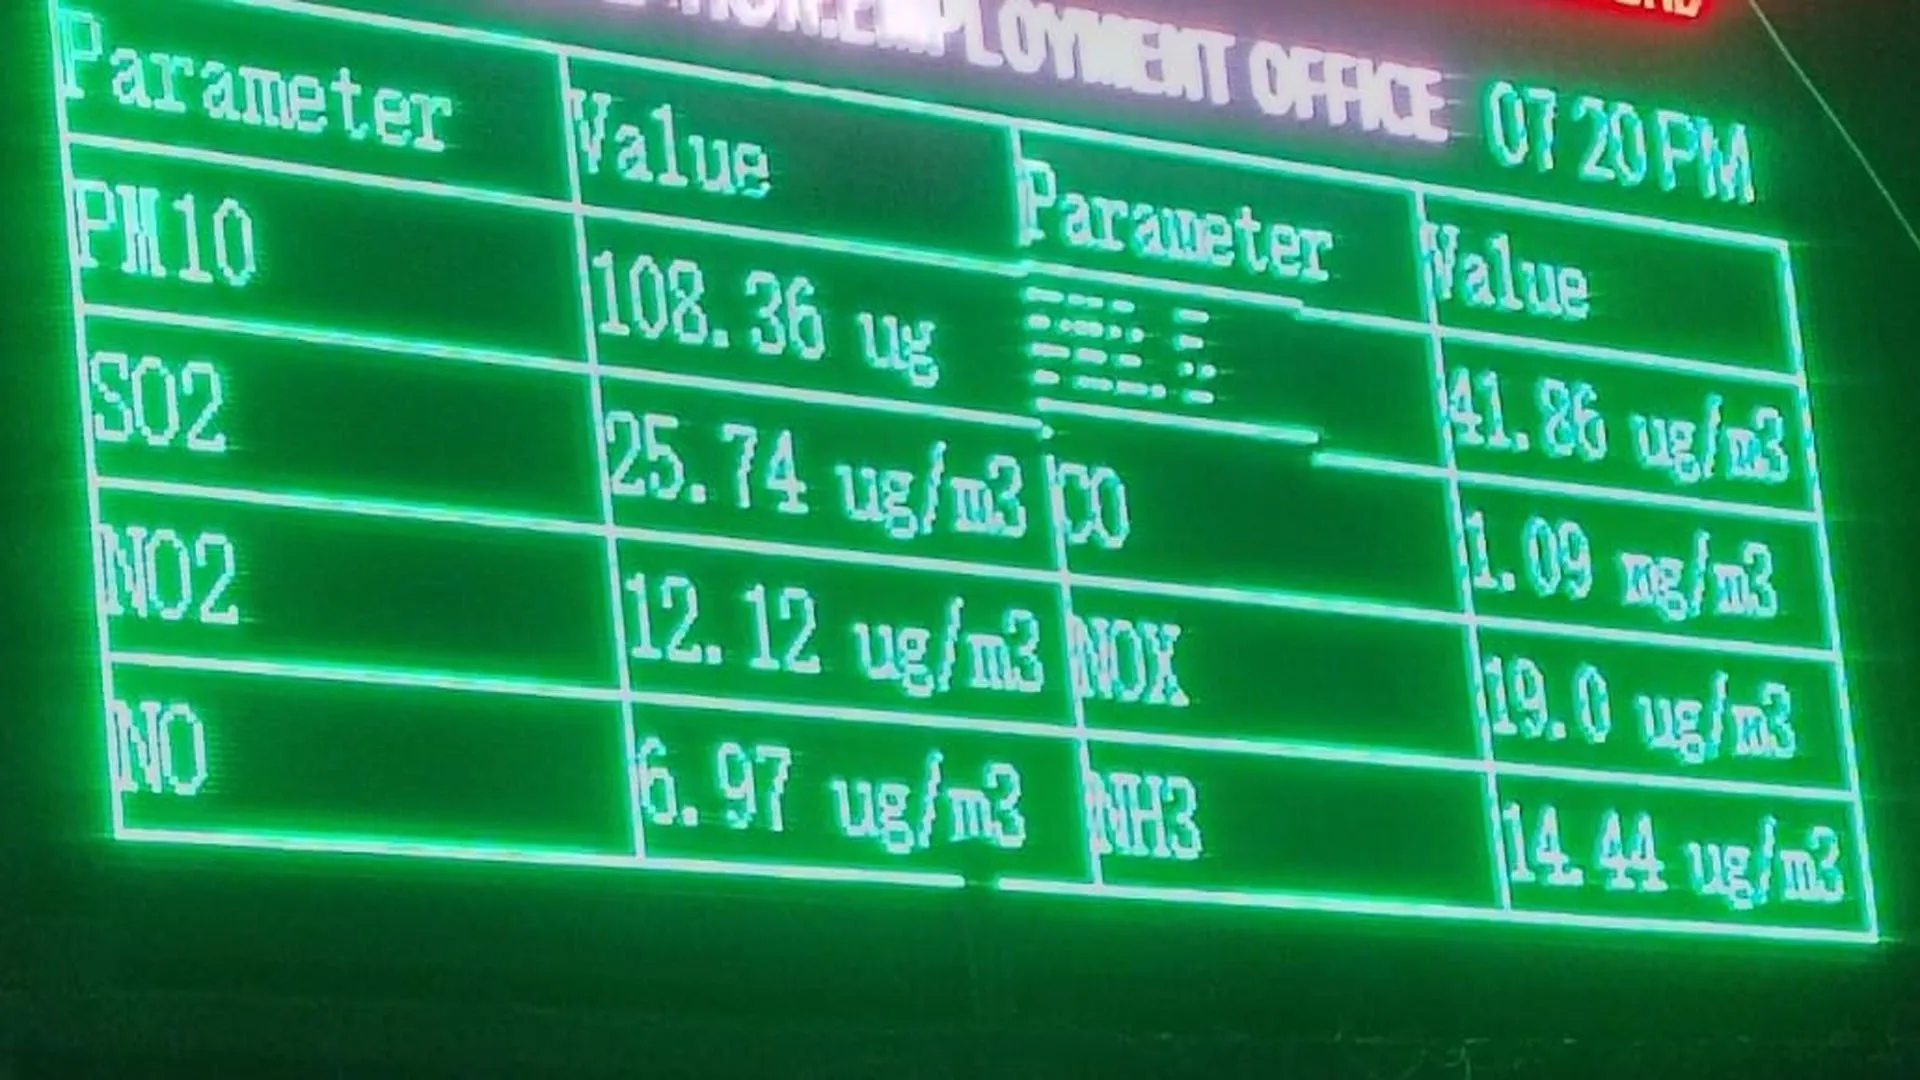 EMPLOYMENT OFFICE
07 20 PM
Parameter Value Parameter Value
PM10 108.36 ug 41.86 ug/m3
SO2 25.74 ug/m3 CO 1.09 mg/m3
NO2 12.12 ug/m3 NOX 19.0 ug/m3
NO 6.97 ug/m3 NH3 14.44 ug/m3